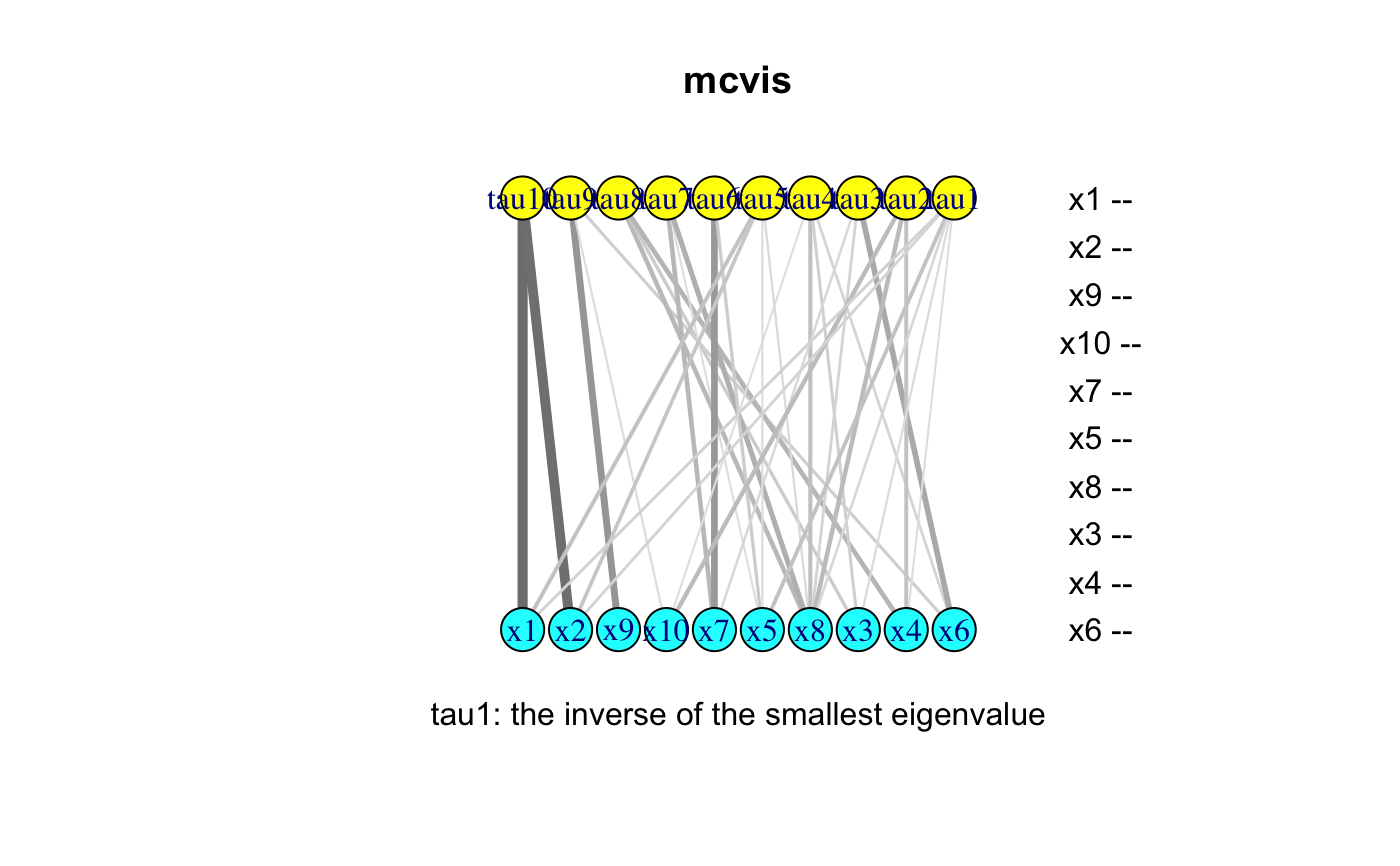 mcvis
tau10 tau9 tau8 tau7 tau6 tau5 tau4 tau3 tau2 tau1
x1 --
x2 --
x9 --
x10 --
x7 --
x5 --
x8 --
x3 --
x4 --
x6 --
x1 x2 x9 x10 x7 x5 x8 x3 x4 x6
tau1: the inverse of the smallest eigenvalue